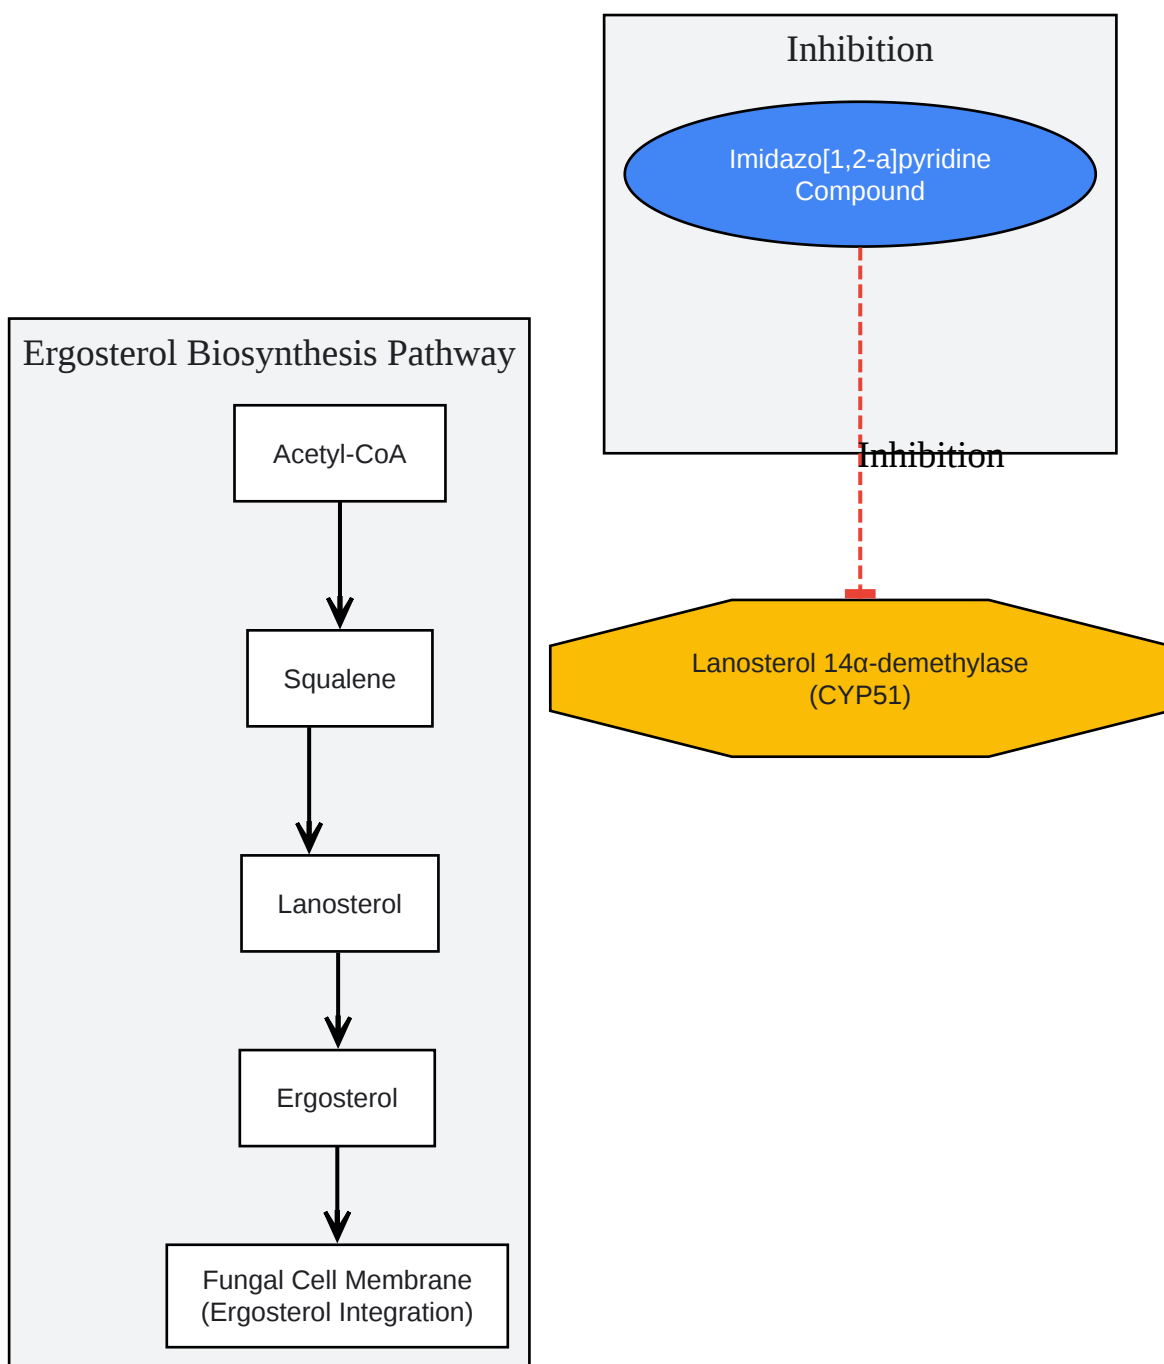 Inhibition
Imidazo[1,2-a]pyridine
Compound
Inhibition
Lanosterol 14α-demethylase
(CYP51)
Ergosterol Biosynthesis Pathway
Acetyl-CoA
Squalene
Lanosterol
Ergosterol
Fungal Cell Membrane
(Ergosterol Integration)